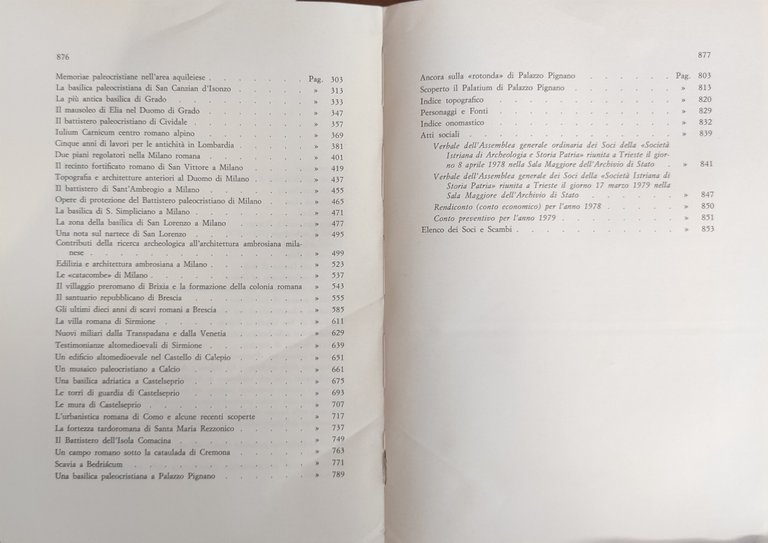 876
Memoriae paleocristiane nell'area aquileiese . . . . . . . Pag. 303
La basilica paleocristiana di San Canzian d'Isonzo . . . . . . » 313
La più antica basilica di Grado . . . . . . . . . » 333
Il mausoleo di Elia nel Duomo di Grado . . . . . . . » 347
Il battistero paleocristiano di Cividale . . . . . . . . » 357
Iulium Carnicum centro romano alpino . . . . . . . » 369
Cinque anni di lavori per le antichità in Lombardia . . . . . » 381
Due piani regolatori nella Milano romana . . . . . . . » 401
Il recinto fortificato romano di San Vittore a Milano . . . . . » 419
Topografia e architetture anteriori al Duomo di Milano . . . . . » 437
Il battistero di Sant'Ambrogio a Milano . . . . . . . » 455
Opere di protezione del Battistero paleocristiano di Milano . . . . » 465
La basilica di S. Simpliciano a Milano . . . . . . . . » 471
La zona della basilica di San Lorenzo a Milano . . . . . . » 477
Una nota sul nartece di San Lorenzo . . . . . . . . » 495
Contributi della ricerca archeologica all'architettura ambrosiana mila-
nese . . . . . . . . . . . . . » 499
Edilizia e architettura ambrosiana a Milano . . . . . . . » 523
Le «catacombe» di Milano . . . . . . . . . . » 537
Il villaggio preromano di Brixia e la formazione della colonia romana » 543
Il santuario repubblicano di Brescia . . . . . . . . » 555
Gli ultimi dieci anni di scavi romani a Brescia . . . . . . » 585
La villa romana di Sirmione . . . . . . . . . . » 611
Nuovi miliari dalla Transpadana e dalla Venetia . . . . . . » 629
Testimonianze altomedioevali di Sirmione . . . . . . . » 639
Un edificio altomedioevale nel Castello di Calepio . . . . . » 651
Un musaico paleocristiano a Calcio . . . . . . . . » 661
Una basilica adriatica a Castelseprio . . . . . . . . » 675
Le torri di guardia di Castelseprio . . . . . . . . » 693
Le mura di Castelseprio . . . . . . . . . . . » 707
L'urbanistica romana di Como e alcune recenti scoperte . . . . » 717
La fortezza tardoromana di Santa Maria Rezzonico . . . . . . » 737
Il Battistero dell'Isola Comacina . . . . . . . . . » 749
Un campo romano sotto la cataulada di Cremona . . . . . . » 763
Scavia a Bedriácum . . . . . . . . . . . » 771
Una basilica paleocristiana a Palazzo Pignano . . . . . . » 789
877
Ancora sulla «rotonda» di Palazzo Pignano . . . . . . Pag. 803
Scoperto il Palatium di Palazzo Pignano . . . . . . . » 813
Indice topografico . . . . . . . . . . . » 820
Personaggi e Fonti . . . . . . . . . . . » 829
Indice onomastico . . . . . . . . . . . » 832
Atti sociali . . . . . . . . . . . . . » 839
Verbale dell'Assemblea generale ordinaria dei Soci della «Società
Istriana di Archeologia e Storia Patria» riunita a Trieste il gior-
no 8 aprile 1978 nella Sala Maggiore dell'Archivio di Stato . . » 841
Verbale dell'Assemblea generale dei Soci della «Società Istriana di
Storia Patria» riunita a Trieste il giorno 17 marzo 1979 nella
Sala Maggiore dell'Archivio di Stato . . . . . . » 847
Rendiconto (conto economico) per l'anno 1978 . . . . . » 850
Conto preventivo per l'anno 1979 . . . . . . . . » 851
Elenco dei Soci e Scambi . . . . . . . . . . » 853